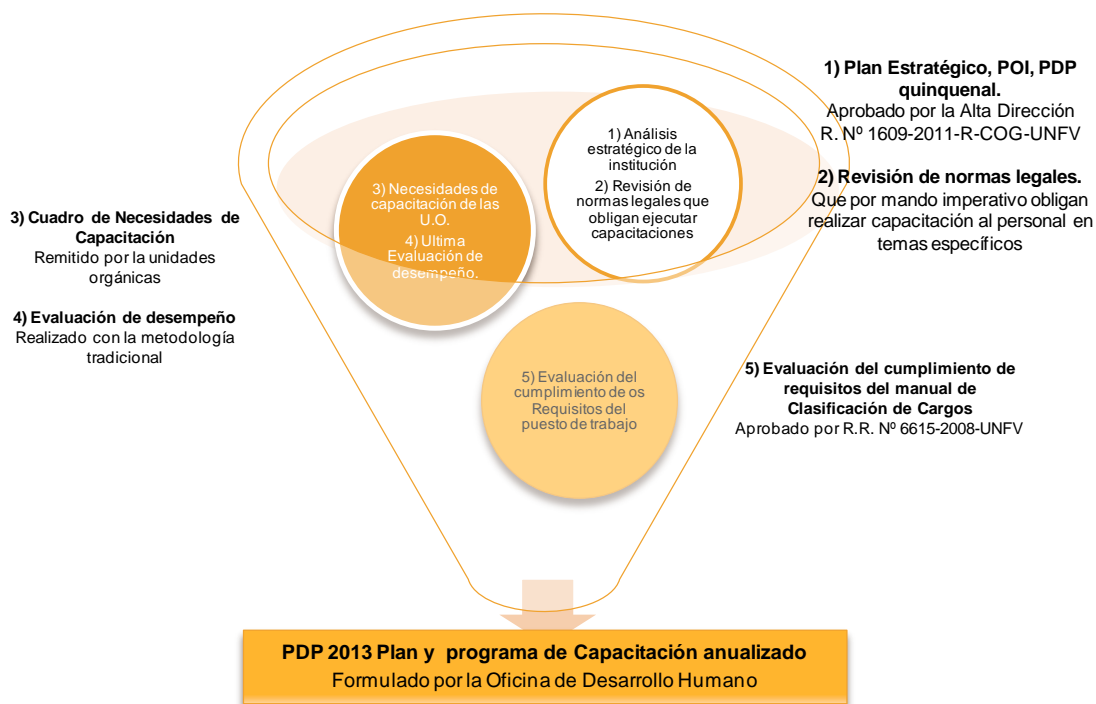 1) Plan Estratégico, POI, PDP
quinquenal.
Aprobado por la Alta Dirección
R. Nº 1609-2011-R-COG-UNFV
2) Revisión de normas legales.
Que por mando imperativo obligan
realizar capacitación al personal en
temas específicos
1) Análisis
estratégico de la
institución
2) Revisión de
normas legales que
obligan ejecutar
capacitaciones
3) Necesidades de
capacitación de las
U.O.
4) Ultima
Evaluación de
desempeño.
3) Cuadro de Necesidades de
Capacitación
Remitido por la unidades
orgánicas
4) Evaluación de desempeño
Realizado con la metodología
tradicional
5) Evaluación del
cumplimiento de os
Requisitos del
puesto de trabajo
5) Evaluación del cumplimiento de
requisitos del manual de
Clasificación de Cargos
Aprobado por R.R. Nº 6615-2008-UNFV
PDP 2013 Plan y programa de Capacitación anualizado
Formulado por la Oficina de Desarrollo Humano